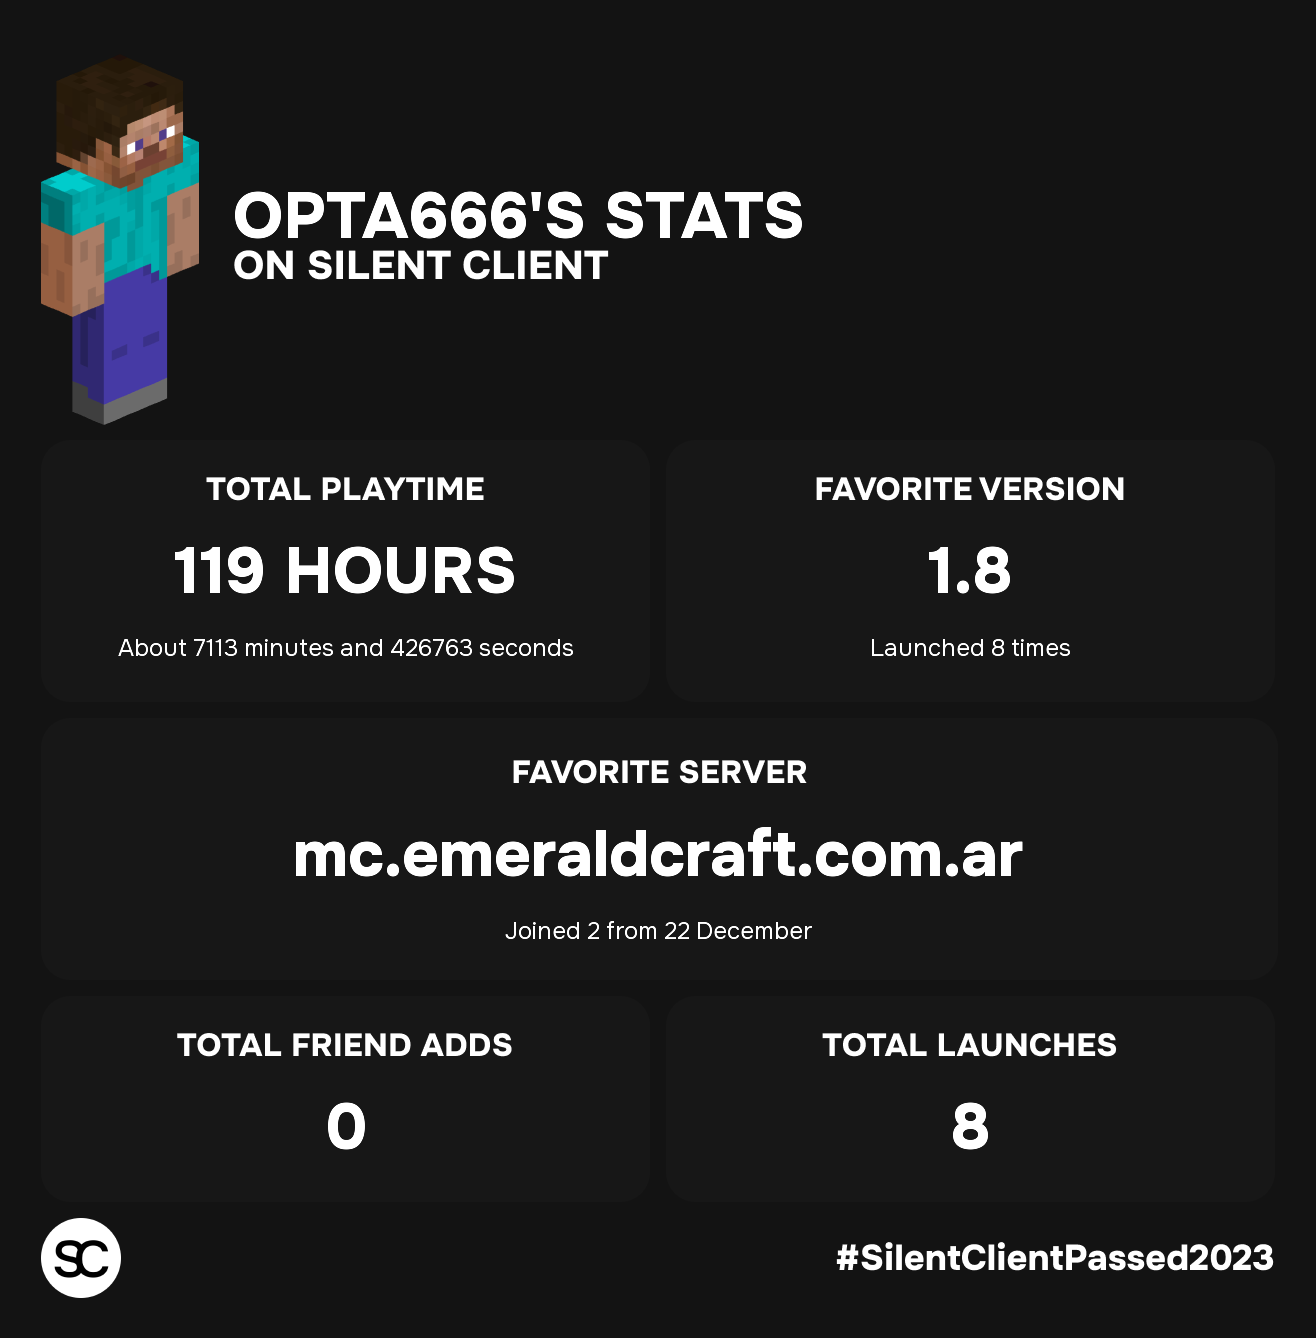 OPTA666'S STATS
ON SILENT CLIENT
TOTAL PLAYTIME
119 HOURS
About 7113 minutes and 426763 seconds
FAVORITE VERSION
1.8
Launched 8 times
FAVORITE SERVER
mc.emeraldcraft.com.ar
Joined 2 from 22 December
TOTAL FRIEND ADDS
0
TOTAL LAUNCHES
8
SC
#SilentClientPassed2023